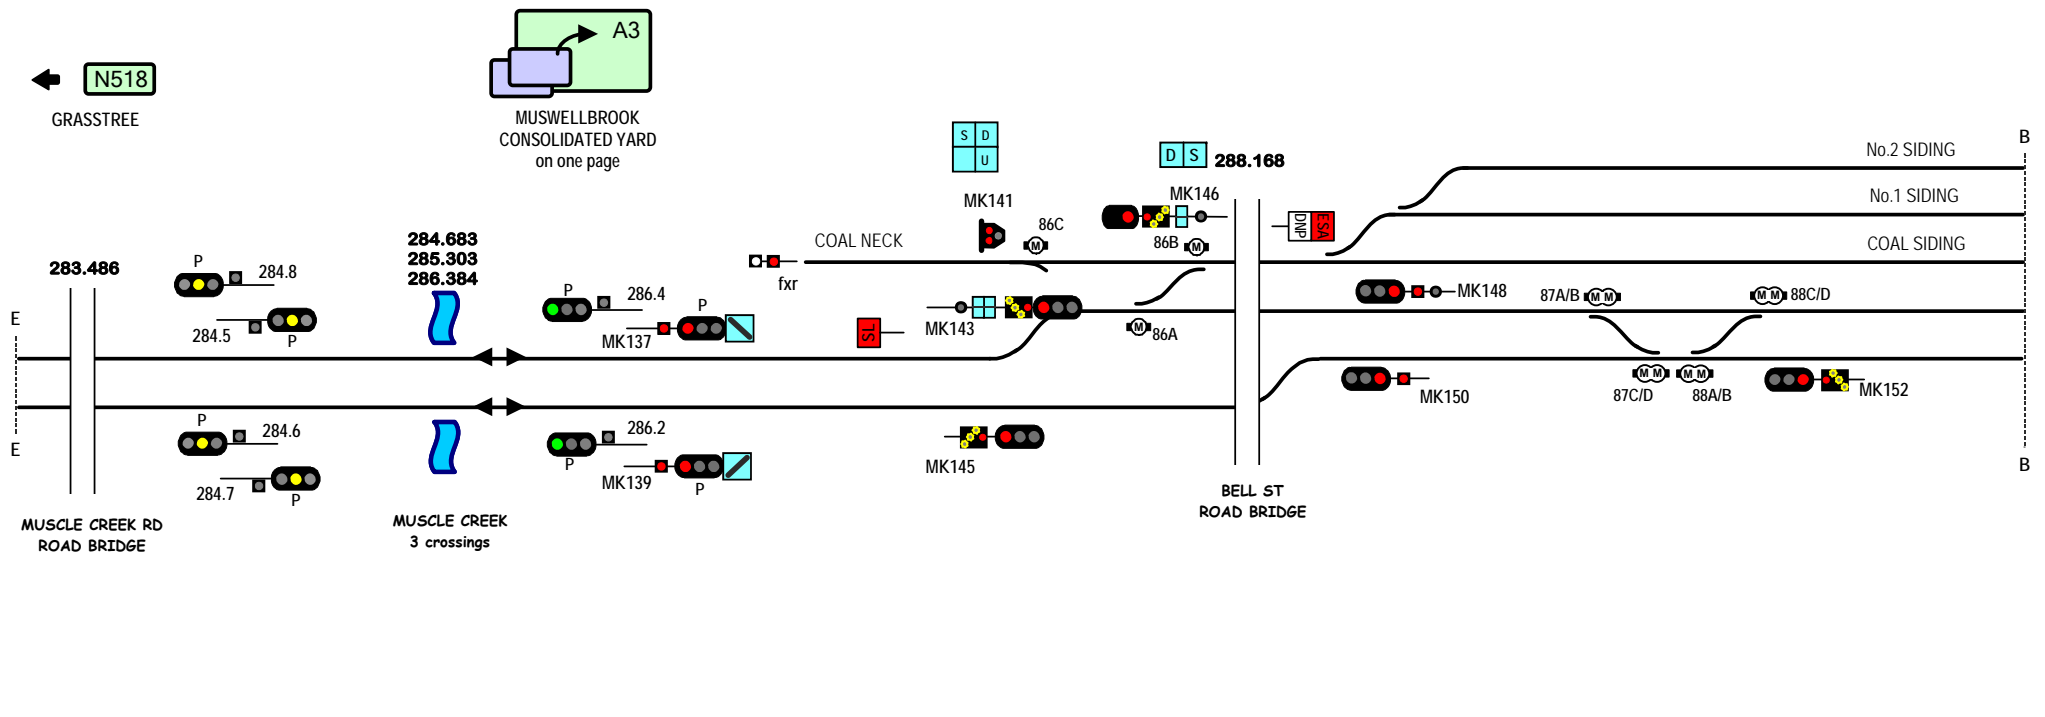 A3
N518
GRASSTREE
MUSWELLBROOK
CONSOLIDATED YARD
on one page
S D
U
D S
288.168
B
No.2 SIDING
MK141
MK146
No.1 SIDING
86C
86B
DNP
ESA
COAL NECK
COAL SIDING
284.683
285.303
286.384
283.486
P
284.8
fxr
M
M
284.5
P
P
286.4
P
MK137
SL
MK143
M
86A
MK148
87A/B
M M
M M
88C/D
E
E
P
284.6
284.7
P
286.2
P
MK139
P
MK145
MK150
M M
M M
87C/D
88A/B
MK152
B
BELL ST
ROAD BRIDGE
MUSCLE CREEK RD
ROAD BRIDGE
MUSCLE CREEK
3 crossings